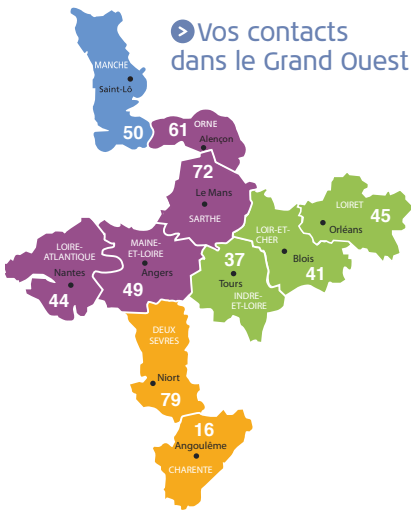 Vos contacts
dans le Grand Ouest
MANCHE
Saint-Lô
50
61
ORNE
Alençon
72
Le Mans
SARTHE
LOIRET
45
Orléans
LOIR-ET-
CHER
Blois
41
37
Tours
INDRE-
ET-LOIRE
MAINE-
ET-LOIRE
Angers
49
LOIRE-
ATLANTIQUE
Nantes
44
DEUX
SEVRES
Niort
79
16
Angoulême
CHARENTE